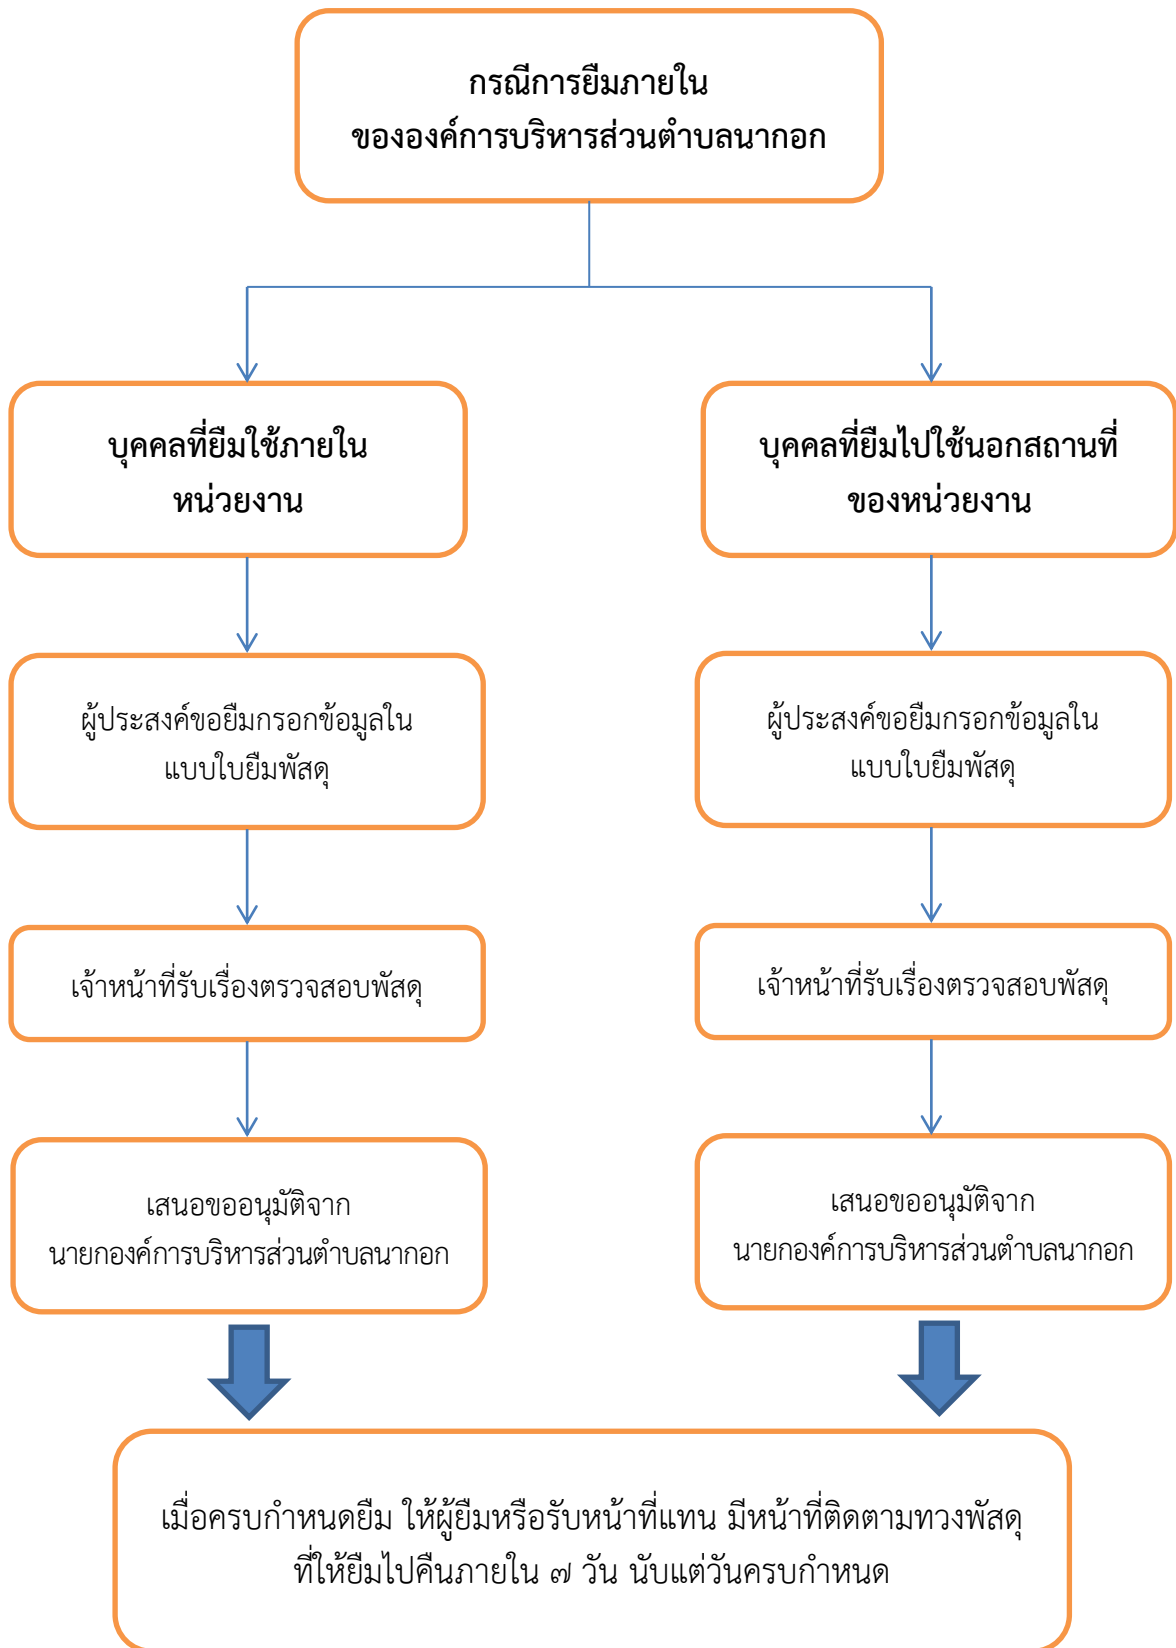 กรณีการยืมภายใน
ขององค์การบริหารส่วนตำบลนากอก
บุคคลที่ยืมใช้ภายใน
หน่วยงาน
บุคคลที่ยืมไปใช้นอกสถานที่
ของหน่วยงาน
ผู้ประสงค์ขอยืมกรอกข้อมูลใน
แบบใบยืมพัสดุ
ผู้ประสงค์ขอยืมกรอกข้อมูลใน
แบบใบยืมพัสดุ
เจ้าหน้าที่รับเรื่องตรวจสอบพัสดุ
เจ้าหน้าที่รับเรื่องตรวจสอบพัสดุ
เสนอขออนุมัติจาก
นายกองค์การบริหารส่วนตำบลนากอก
เสนอขออนุมัติจาก
นายกองค์การบริหารส่วนตำบลนากอก
เมื่อครบกำหนดยืม ให้ผู้ยืมหรือรับหน้าที่แทน มีหน้าที่ติดตามทวงพัสดุ
ที่ให้ยืมไปคืนภายใน ๗ วัน นับแต่วันครบกำหนด